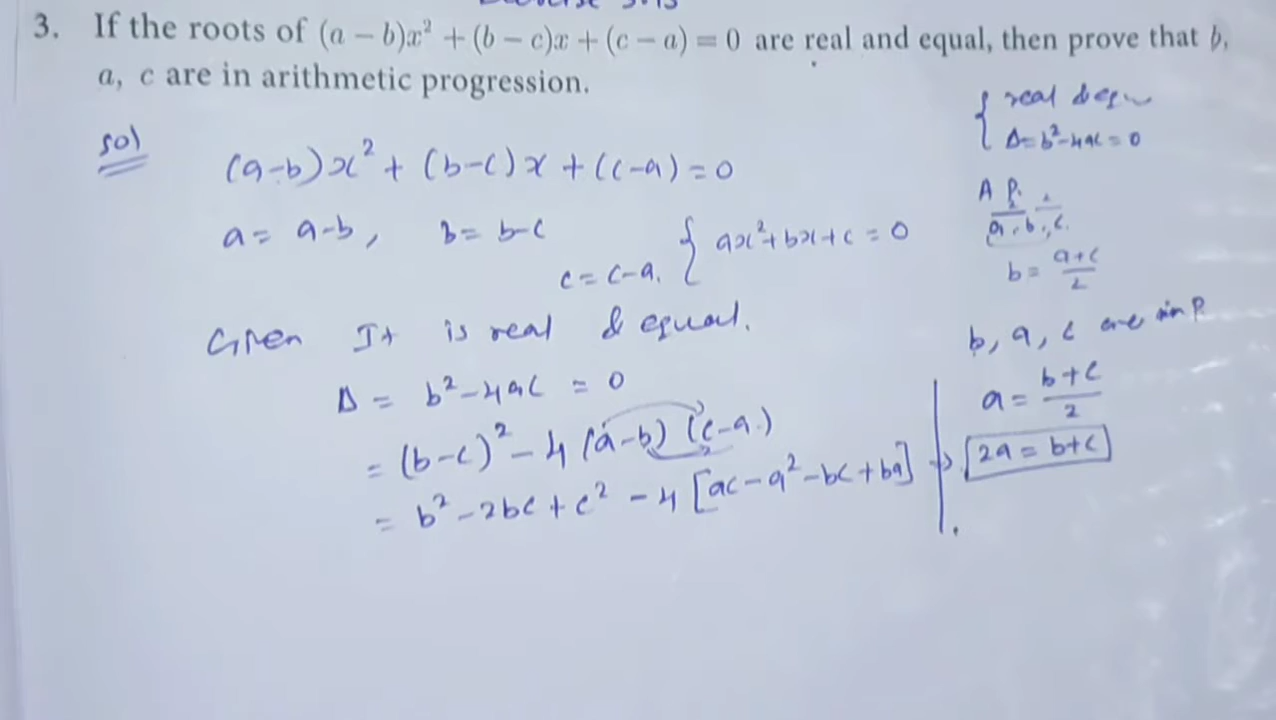 3. If the roots of (a − b)x² + (b − c)x + (c − a) = 0 are real and equal, then prove that b,
a, c are in arithmetic progression.
{ real &
Δ = b² - 4ac = 0
sol
(a-b)x² + (b-c)x + (c-a) = 0
A P.
a = a-b, b = b-c { ax² + bx + c = 0
a, b, c.
c = c-a.
b = a+c/2
Given It is real & equal.
b, a, c are in P
Δ = b² - 4ac = 0
a = b+c/2
= (b-c)² - 4 (a-b) (c-a)
2a = b+c
= b² - 2bc + c² - 4 [ac - a² - bc + ba]